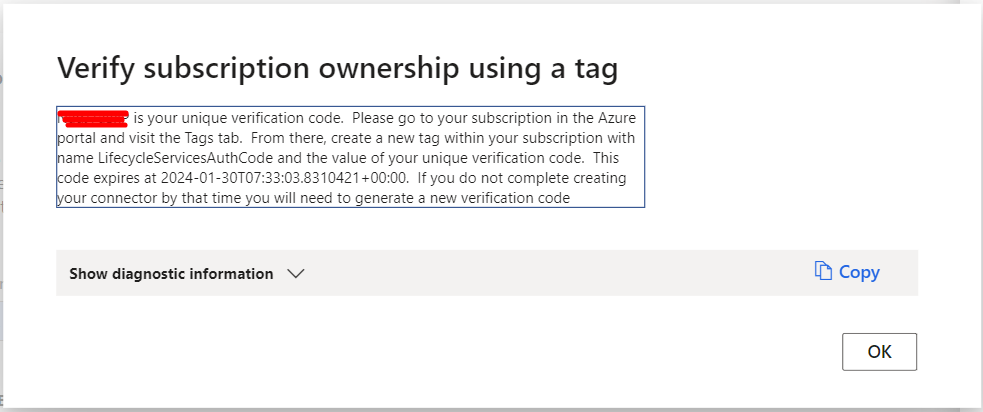 Verify subscription ownership using a tag
is your unique verification code.  Please go to your subscription in the Azure
portal and visit the Tags tab.  From there, create a new tag within your subscription with
name LifecycleServicesAuthCode and the value of your unique verification code.  This
code expires at 2024-01-30T07:33:03.8310421+00:00.  If you do not complete creating
your connector by that time you will need to generate a new verification code
Show diagnostic information
Copy
OK